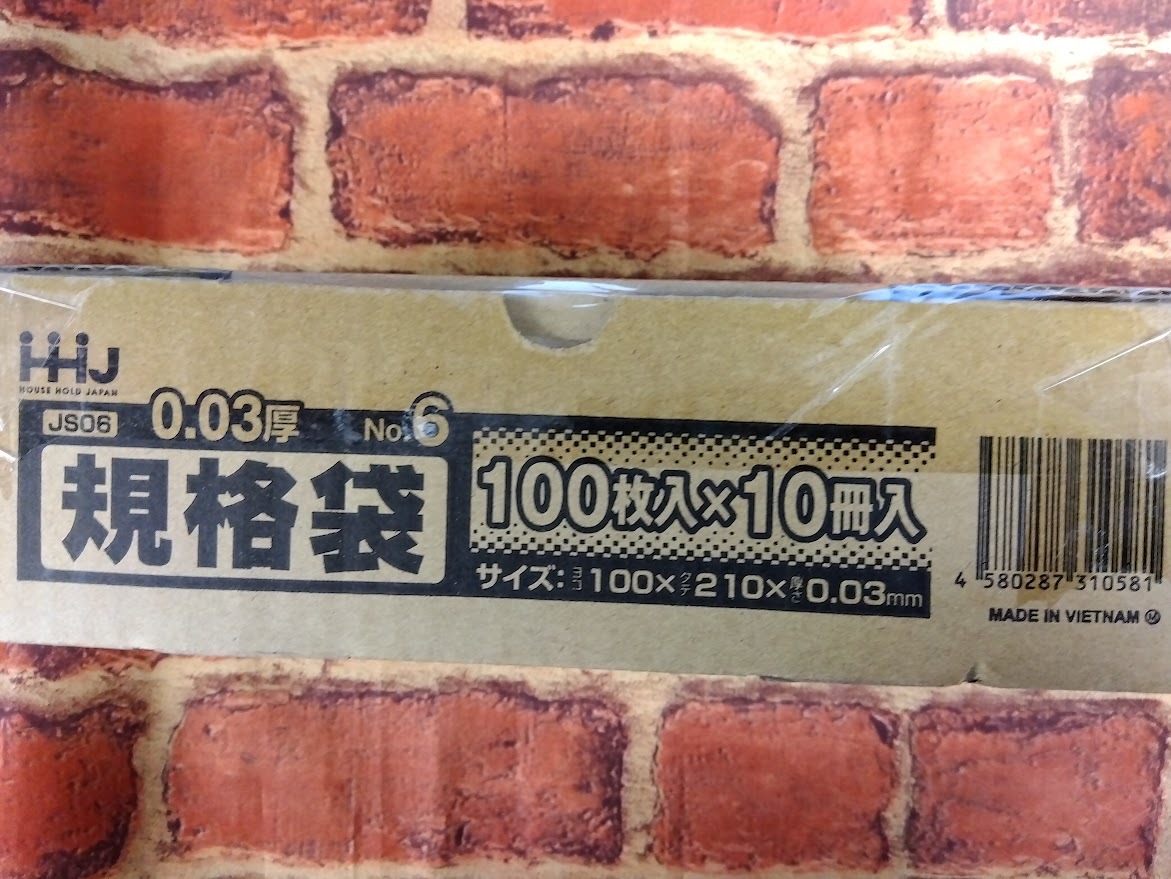 HHJ
HOUSE HOLD JAPAN
JS06 0.03厚 No.6
規格袋
100枚入×10冊入
サイズ:ヨコ100×タテ210×厚さ0.03mm
4 580287 310581
MADE IN VIETNAM Ⓜ